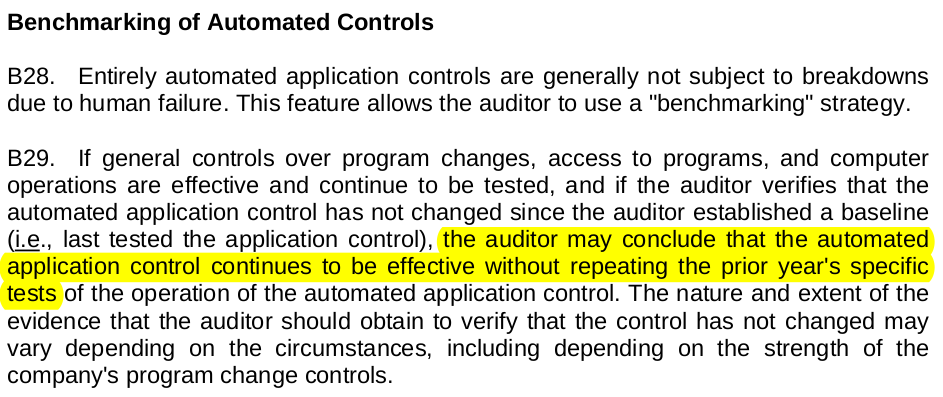 Benchmarking of Automated Controls
B28. Entirely automated application controls are generally not subject to breakdowns
due to human failure. This feature allows the auditor to use a "benchmarking" strategy.
B29. If general controls over program changes, access to programs, and computer
operations are effective and continue to be tested, and if the auditor verifies that the
automated application control has not changed since the auditor established a baseline
(i.e., last tested the application control), the auditor may conclude that the automated
application control continues to be effective without repeating the prior year's specific
tests of the operation of the automated application control. The nature and extent of the
evidence that the auditor should obtain to verify that the control has not changed may
vary depending on the circumstances, including depending on the strength of the
company's program change controls.